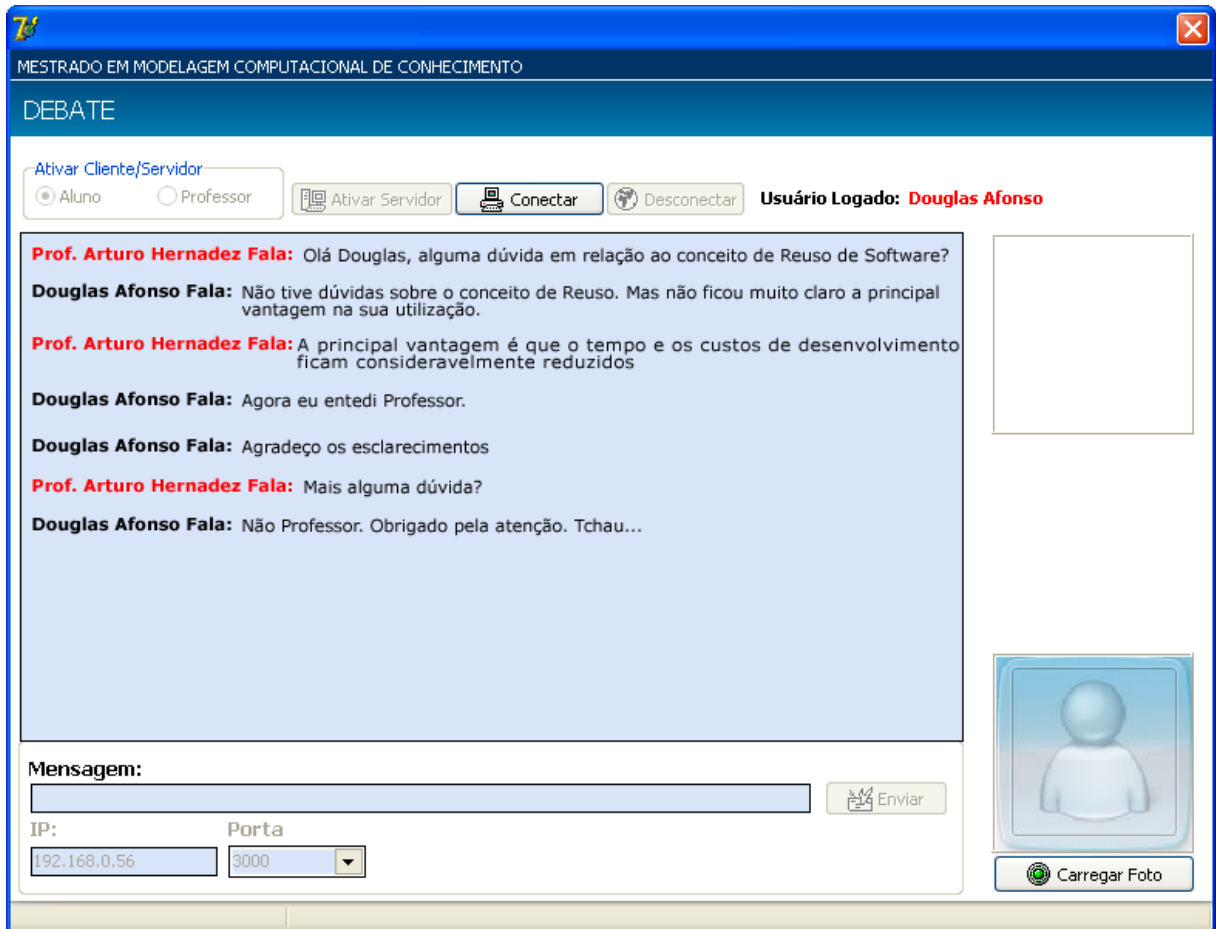 MESTRADO EM MODELAGEM COMPUTACIONAL DE CONHECIMENTO
DEBATE
Ativar Cliente/Servidor
Aluno Professor Ativar Servidor Conectar Desconectar Usuário Logado: Douglas Afonso
Prof. Arturo Hernadez Fala: Olá Douglas, alguma dúvida em relação ao conceito de Reuso de Software?
Douglas Afonso Fala: Não tive dúvidas sobre o conceito de Reuso. Mas não ficou muito claro a principal
vantagem na sua utilização.
Prof. Arturo Hernadez Fala: A principal vantagem é que o tempo e os custos de desenvolvimento
ficam consideravelmente reduzidos
Douglas Afonso Fala: Agora eu entedi Professor.
Douglas Afonso Fala: Agradeço os esclarecimentos
Prof. Arturo Hernadez Fala: Mais alguma dúvida?
Douglas Afonso Fala: Não Professor. Obrigado pela atenção. Tchau...
Mensagem:
Enviar
IP: Porta
192.168.0.56 3000
Carregar Foto